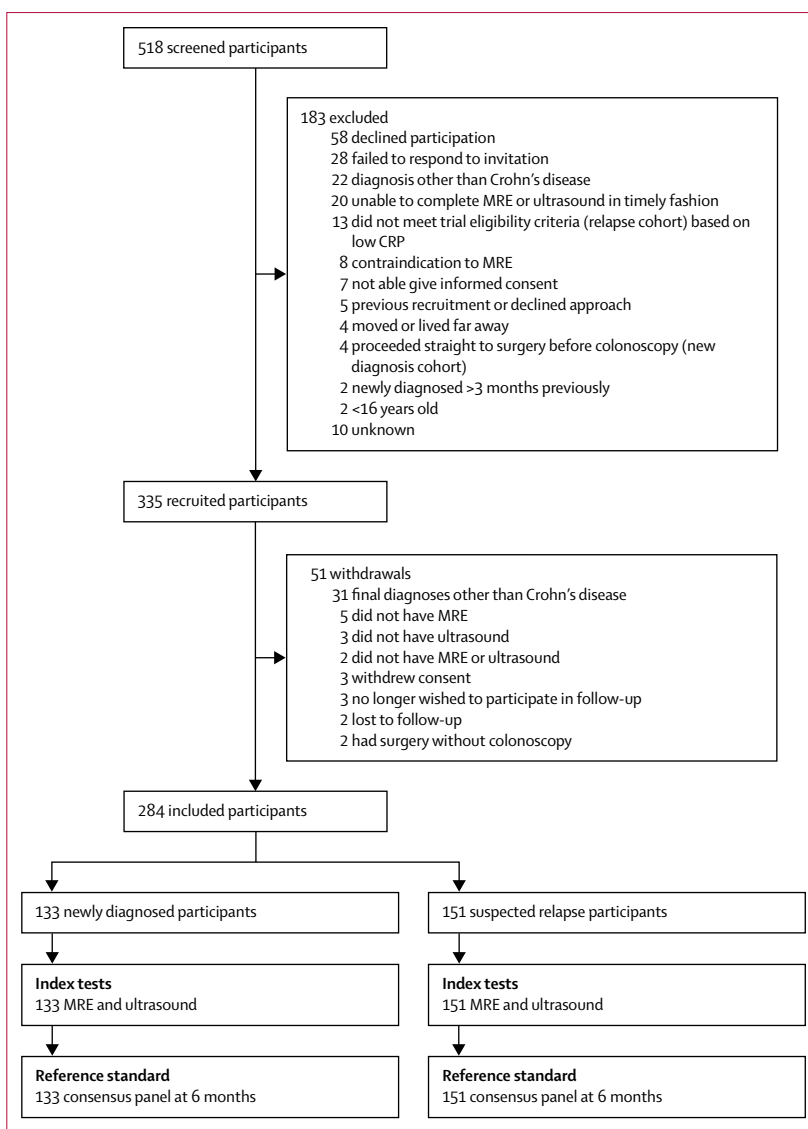 518 screened participants
183 excluded
58 declined participation
28 failed to respond to invitation
22 diagnosis other than Crohn's disease
20 unable to complete MRE or ultrasound in timely fashion
13 did not meet trial eligibility criteria (relapse cohort) based on
low CRP
8 contraindication to MRE
7 not able give informed consent
5 previous recruitment or declined approach
4 moved or lived far away
4 proceeded straight to surgery before colonoscopy (new
diagnosis cohort)
2 newly diagnosed >3 months previously
2 <16 years old
10 unknown
335 recruited participants
51 withdrawals
31 final diagnoses other than Crohn's disease
5 did not have MRE
3 did not have ultrasound
2 did not have MRE or ultrasound
3 withdrew consent
3 no longer wished to participate in follow-up
2 lost to follow-up
2 had surgery without colonoscopy
284 included participants
133 newly diagnosed participants
151 suspected relapse participants
Index tests
133 MRE and ultrasound
Index tests
151 MRE and ultrasound
Reference standard
133 consensus panel at 6 months
Reference standard
151 consensus panel at 6 months